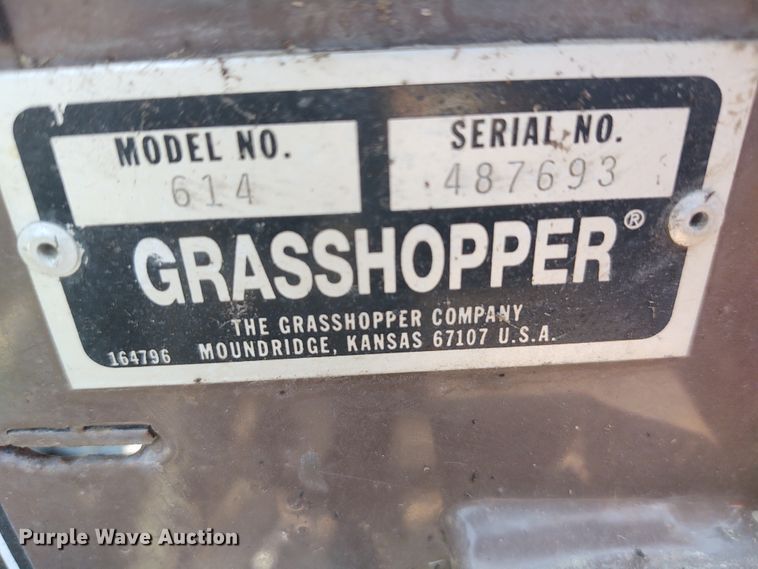 MODEL NO.
614
SERIAL NO.
487693
GRASSHOPPER®
THE GRASSHOPPER COMPANY
MOUNDRIDGE, KANSAS 67107 U.S.A.
164796
Purple Wave Auction